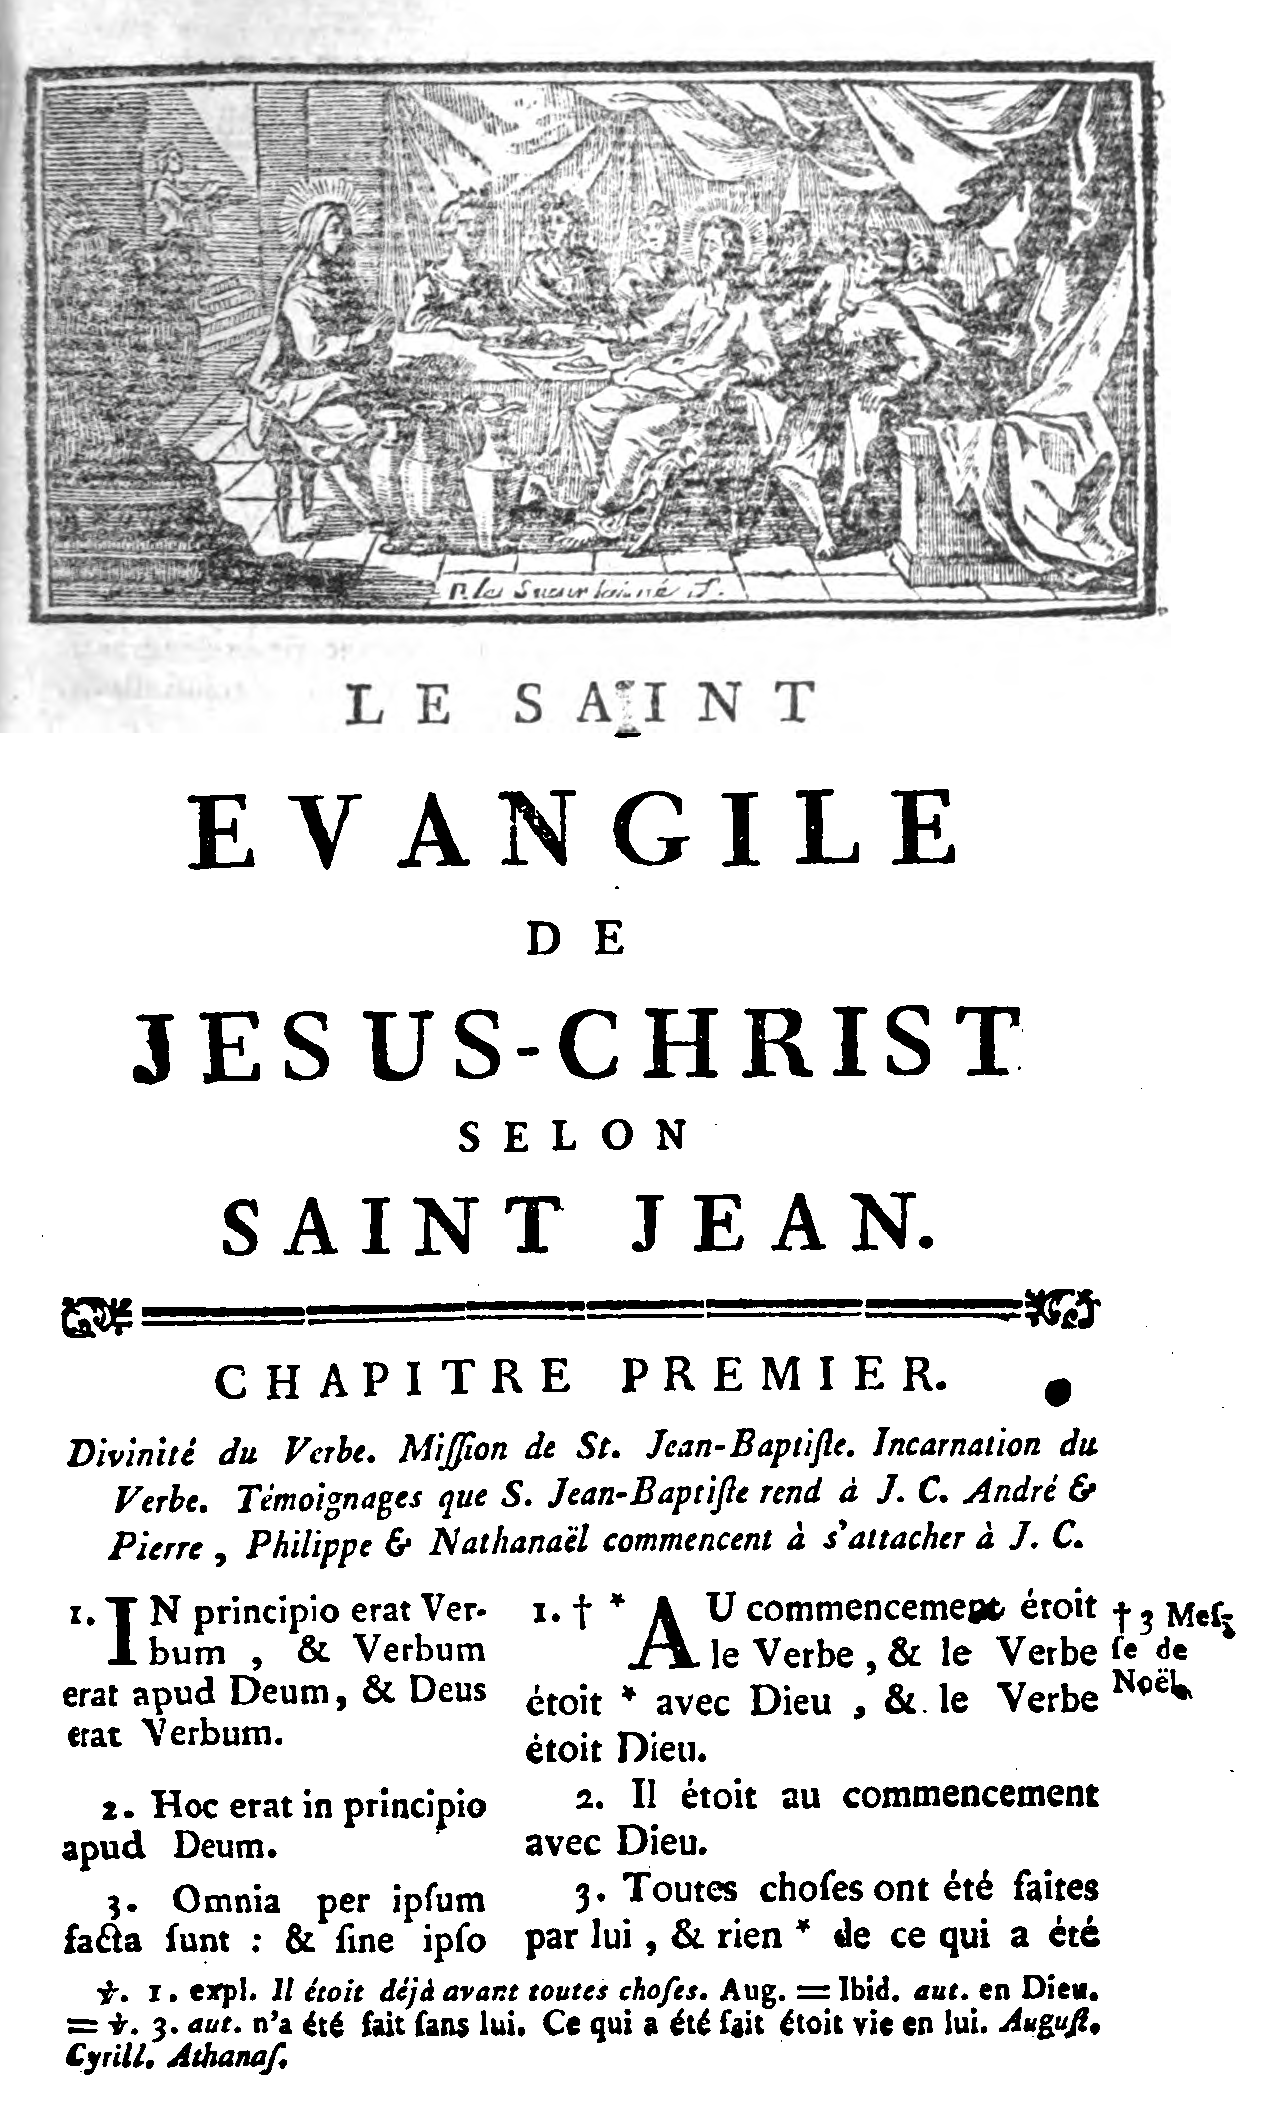 P. le Sueur lainé f.
LE SAINT
EVANGILE
DE
JESUS-CHRIST
SELON
SAINT JEAN.
CHAPITRE PREMIER.
Divinité du Verbe. Miſſion de St. Jean-Baptiſte. Incarnation du
Verbe. Témoignages que S. Jean-Baptiſte rend à J. C. André &
Pierre, Philippe & Nathanaël commencent à s'attacher à J. C.
1. IN principio erat Ver-
bum, & Verbum
erat apud Deum, & Deus
erat Verbum.
2. Hoc erat in principio
apud Deum.
3. Omnia per ipſum
facta ſunt : & ſine ipſo
1. † * AU commencement étoit
le Verbe, & le Verbe
étoit * avec Dieu, & le Verbe
étoit Dieu.
2. Il étoit au commencement
avec Dieu.
3. Toutes choſes ont été faites
par lui, & rien * de ce qui a été
† 3 Meſ-
ſe de
Noël.
℣. 1. expl. Il étoit déjà avant toutes choſes. Aug. = Ibid. aut. en Dieu.
= ℣. 3. aut. n'a été fait ſans lui. Ce qui a été fait étoit vie en lui. Auguſt.
Cyrill. Athanaſ.